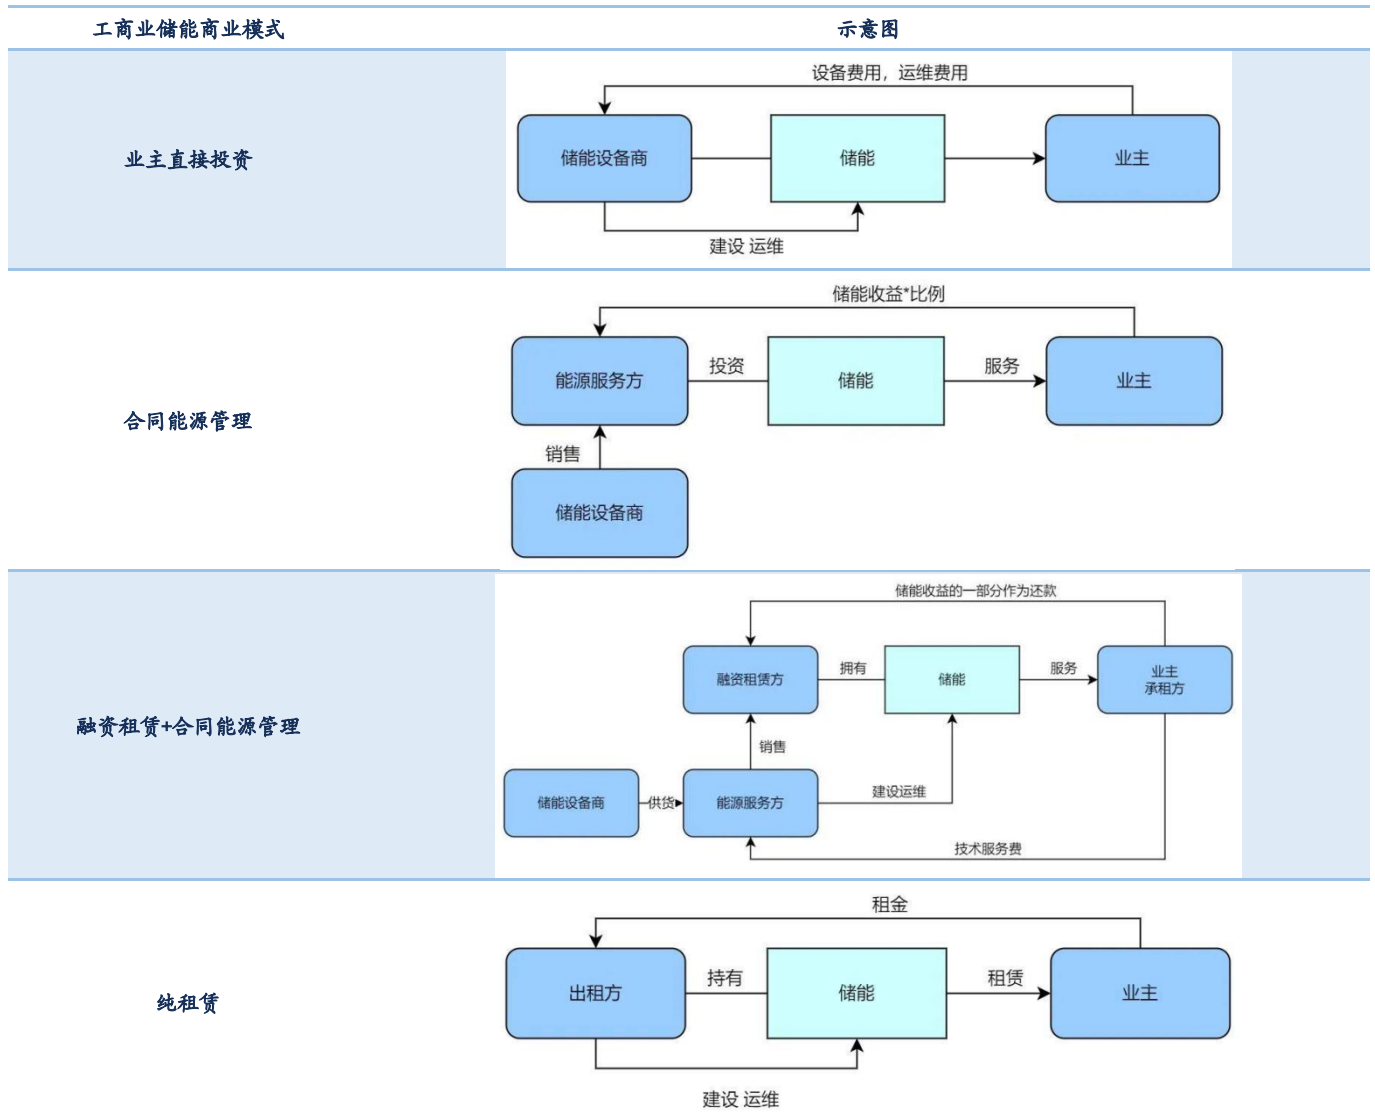 工商业储能商业模式
示意图
业主直接投资
设备费用，运维费用
储能设备商
储能
业主
建设 运维
合同能源管理
储能收益*比例
能源服务方
投资
储能
服务
业主
销售
储能设备商
融资租赁+合同能源管理
储能收益的一部分作为还款
融资租赁方
拥有
储能
服务
业主
承租方
销售
储能设备商
供货
能源服务方
建设运维
技术服务费
纯租赁
租金
出租方
持有
储能
租赁
业主
建设 运维